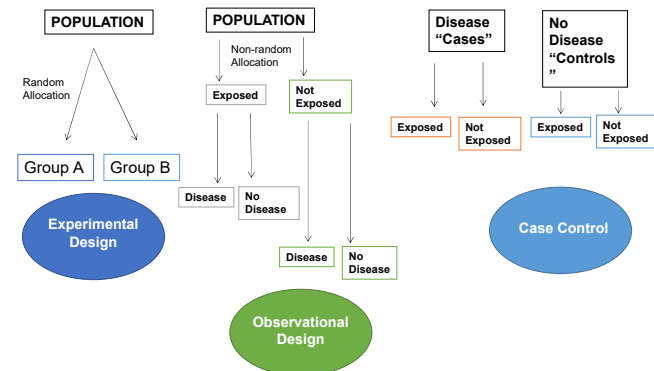 POPULATION
Random
Allocation
Group A
Group B
Experimental
Design
POPULATION
Non-random
Allocation
Exposed
Not
Exposed
Disease
No
Disease
Disease
No
Disease
Observational
Design
Disease
“Cases”
No
Disease
“Controls
”
Exposed
Not
Exposed
Exposed
Not
Exposed
Case Control